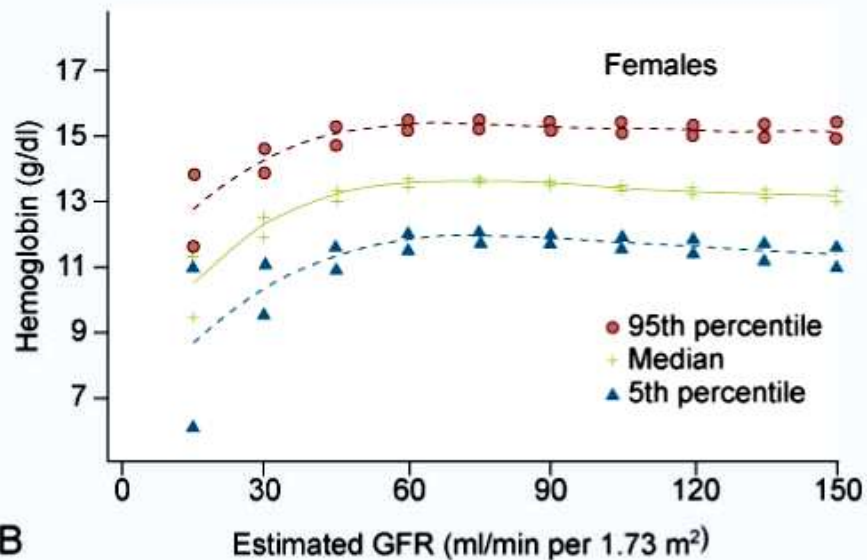 Females
Hemoglobin (g/dl)
17
15
13
11
9
7
95th percentile
Median
5th percentile
0 30 60 90 120 150
B
Estimated GFR (ml/min per 1.73 m²)